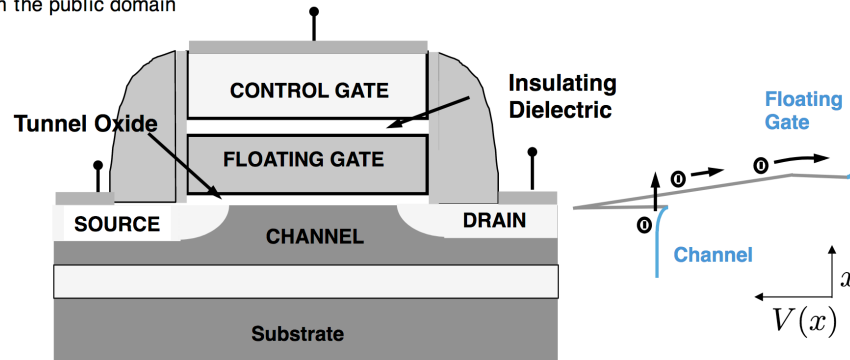 n the public domain
CONTROL GATE
Insulating
Dielectric
Tunnel Oxide
FLOATING GATE
SOURCE
DRAIN
CHANNEL
Substrate
Floating
Gate
0
0
0
Channel
x
V(x)